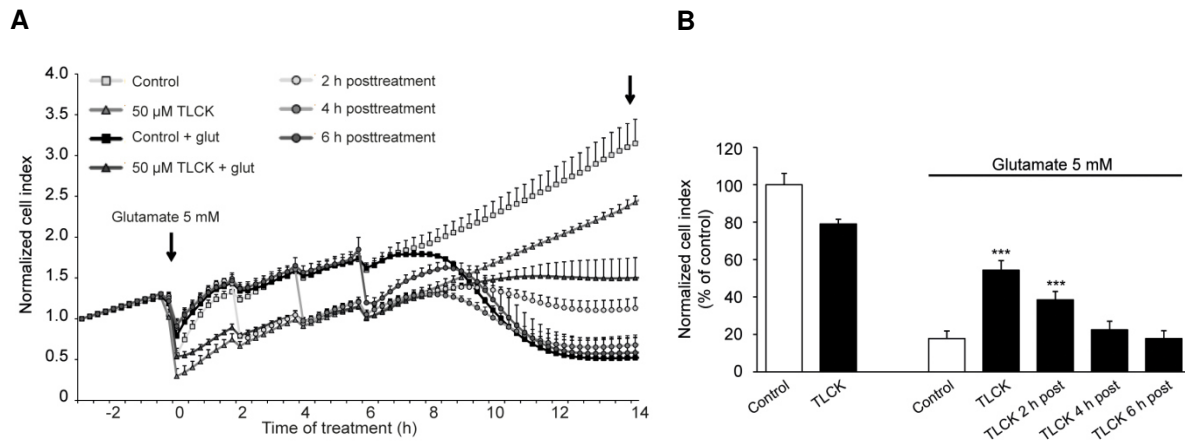 A
B
4.0
3.5
3.0
2.5
2.0
1.5
1.0
0.5
0
Normalized cell index
Control
50 µM TLCK
Control + glut
50 µM TLCK + glut
2 h posttreatment
4 h posttreatment
6 h posttreatment
Glutamate 5 mM
-2 0 2 4 6 8 10 12 14
Time of treatment (h)
120
100
80
60
40
20
0
Normalized cell index
(% of control)
Glutamate 5 mM
***
***
Control
TLCK
Control
TLCK
TLCK 2 h post
TLCK 4 h post
TLCK 6 h post